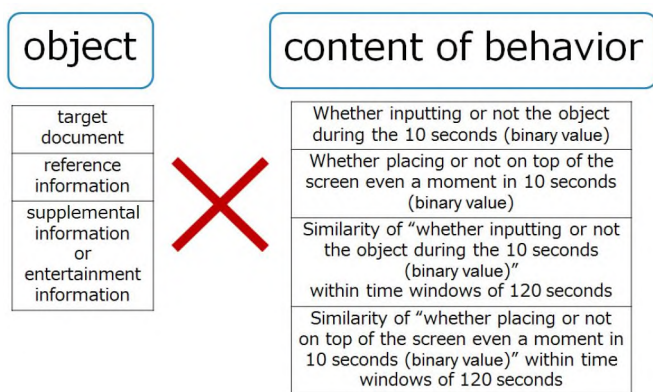 object
content of behavior
target
document
reference
information
supplemental
information
or
entertainment
information
Whether inputting or not the object
during the 10 seconds (binary value)
Whether placing or not on top of the
screen even a moment in 10 seconds
(binary value)
Similarity of “whether inputting or not
the object during the 10 seconds
(binary value)”
within time windows of 120 seconds
Similarity of “whether placing or not
on top of the screen even a moment in
10 seconds (binary value)” within time
windows of 120 seconds